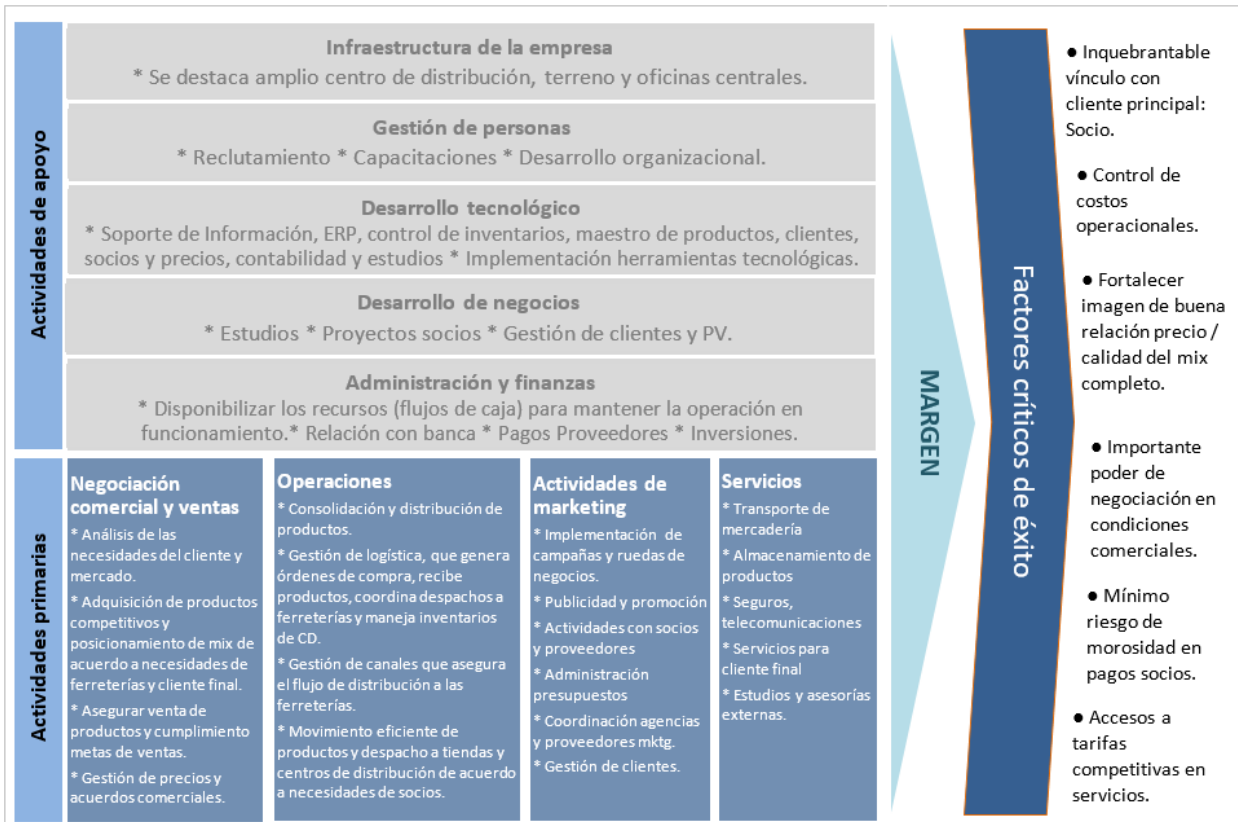 Actividades de apoyo
Infraestructura de la empresa
* Se destaca amplio centro de distribución, terreno y oficinas centrales.
Gestión de personas
* Reclutamiento * Capacitaciones * Desarrollo organizacional.
Desarrollo tecnológico
* Soporte de Información, ERP, control de inventarios, maestro de productos, clientes,
socios y precios, contabilidad y estudios * Implementación herramientas tecnológicas.
Desarrollo de negocios
* Estudios * Proyectos socios * Gestión de clientes y PV.
Administración y finanzas
* Disponibilizar los recursos (flujos de caja) para mantener la operación en
funcionamiento.* Relación con banca * Pagos Proveedores * Inversiones.
Actividades primarias
Negociación
comercial y ventas
* Análisis de las
necesidades del cliente y
mercado.
* Adquisición de productos
competitivos y
posicionamiento de mix de
acuerdo a necesidades de
ferreterías y cliente final.
* Asegurar venta de
productos y cumplimiento
metas de ventas.
* Gestión de precios y
acuerdos comerciales.
Operaciones
* Consolidación y distribución de
productos.
* Gestión de logística, que genera
órdenes de compra, recibe
productos, coordina despachos a
ferreterías y maneja inventarios
de CD.
* Gestión de canales que asegura
el flujo de distribución a las
ferreterías.
* Movimiento eficiente de
productos y despacho a tiendas y
centros de distribución de acuerdo
a necesidades de socios.
Actividades de
marketing
* Implementación de
campañas y ruedas de
negocios.
* Publicidad y promoción
* Actividades con socios
y proveedores
* Administración
presupuestos
* Coordinación agencias
y proveedores mktg.
* Gestión de clientes.
Servicios
* Transporte de
mercadería
* Almacenamiento de
productos
* Seguros,
telecomunicaciones
* Servicios para
cliente final
* Estudios y asesorías
externas.
MARGEN
Factores críticos de éxito
● Inquebrantable
vínculo con
cliente principal:
Socio.
● Control de
costos
operacionales.
● Fortalecer
imagen de buena
relación precio /
calidad del mix
completo.
● Importante
poder de
negociación en
condiciones
comerciales.
● Mínimo
riesgo de
morosidad en
pagos socios.
● Accesos a
tarifas
competitivas en
servicios.